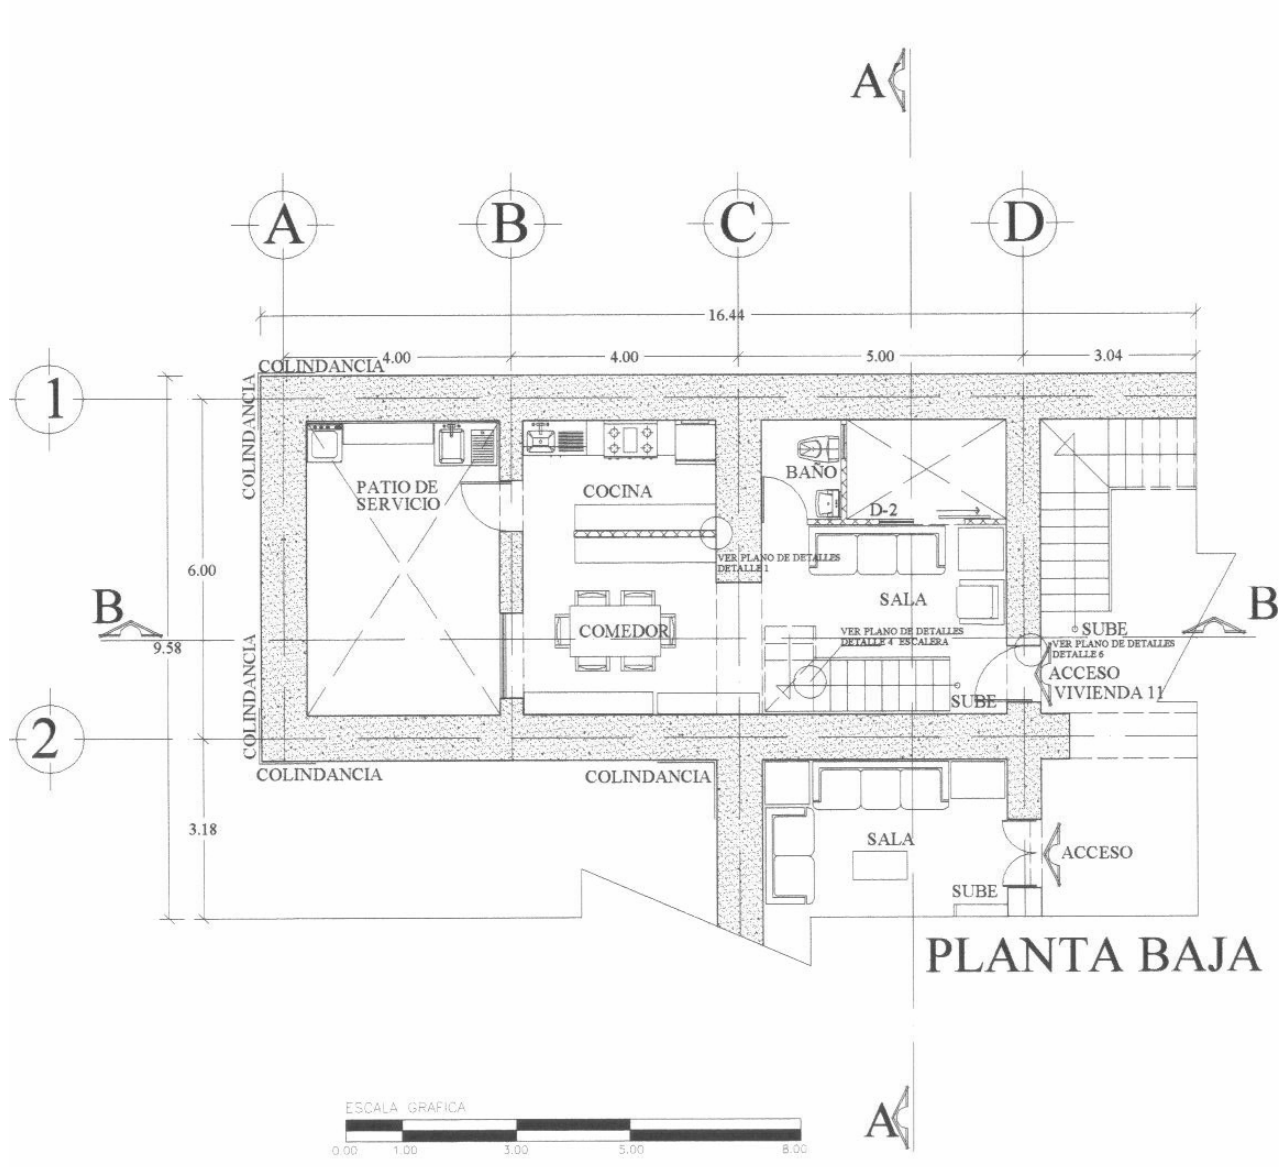 A
A
B
C
D
16.44
4.00
4.00
5.00
3.04
COLINDANCIA
1
COLINDANCIA
BAÑO
PATIO DE
SERVICIO
COCINA
D-2
VER PLANO DE DETALLES
DETALLE 1
6.00
SALA
B
B
COMEDOR
VER PLANO DE DETALLES
DETALLE 4 ESCALERA
SUBE
9.58
VER PLANO DE DETALLES
DETALLE 6
ACCESO
VIVIENDA 11
SUBE
COLINDANCIA
2
COLINDANCIA
COLINDANCIA
3.18
SALA
ACCESO
SUBE
PLANTA BAJA
ESCALA GRAFICA
0.00
1.00
3.00
5.00
8.00
A